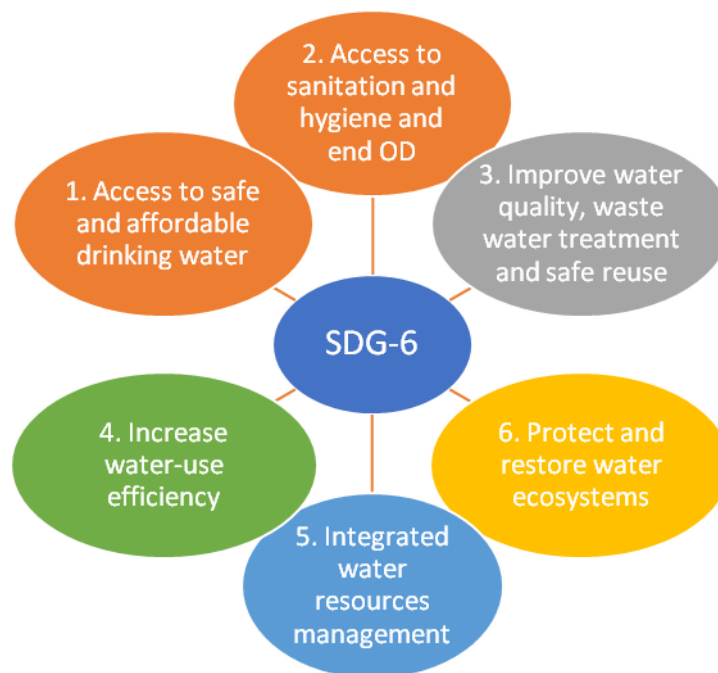 2. Access to
sanitation and
hygiene and
end OD
1. Access to safe
and affordable
drinking water
3. Improve water
quality, waste
water treatment
and safe reuse
SDG-6
4. Increase
water-use
efficiency
6. Protect and
restore water
ecosystems
5. Integrated
water
resources
management